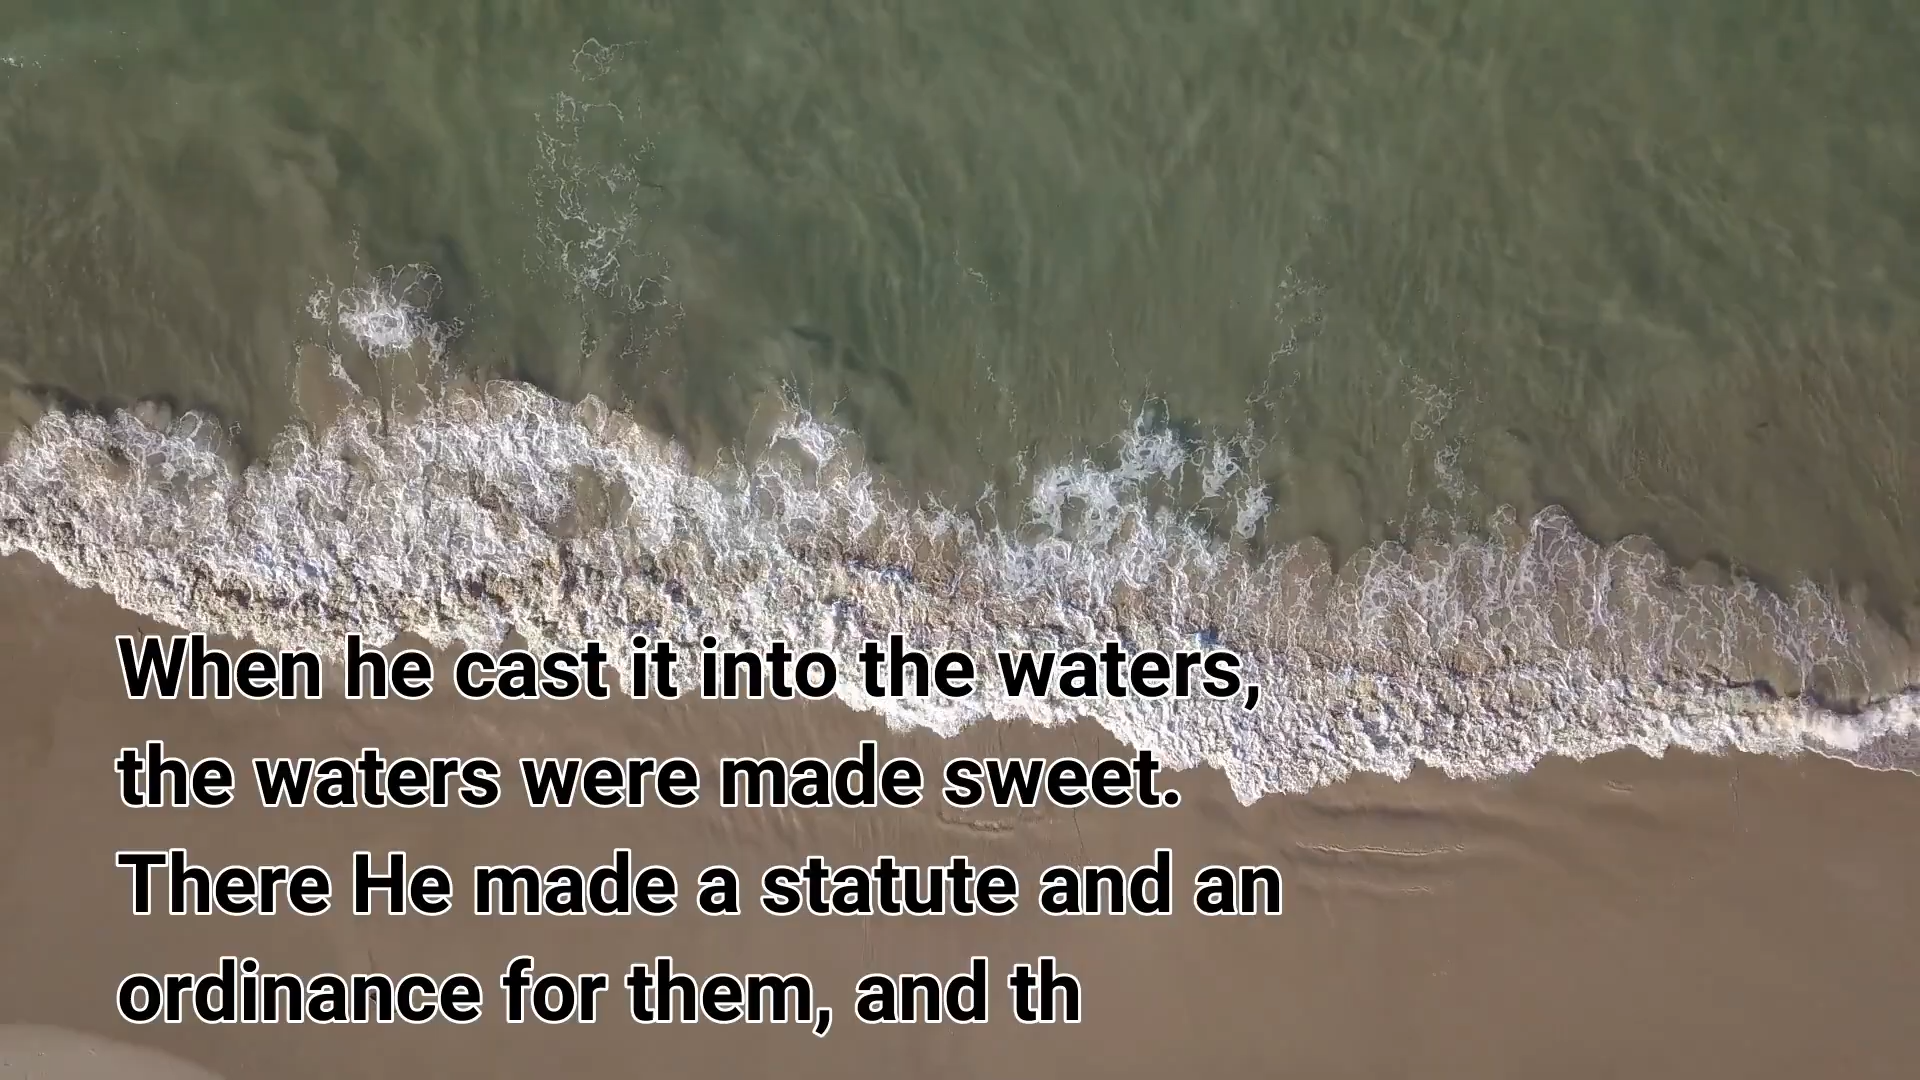 When he cast it into the waters,
the waters were made sweet.
There He made a statute and an
ordinance for them, and th